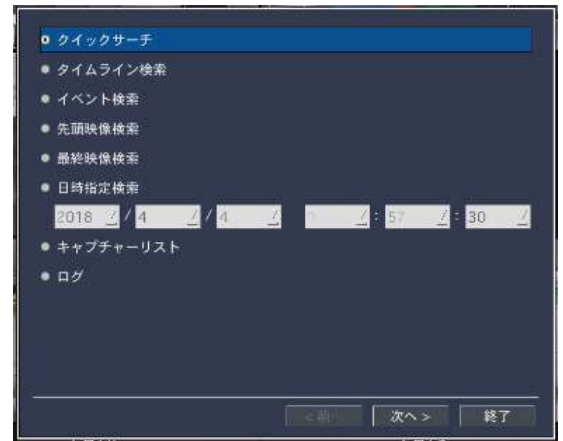 クイックサーチ
タイムライン検索
イベント検索
先頭映像検索
最終映像検索
日時指定検索
2018 / 4 / 4 : 57 : 30
キャプチャーリスト
ログ
<前へ 次へ > 終了